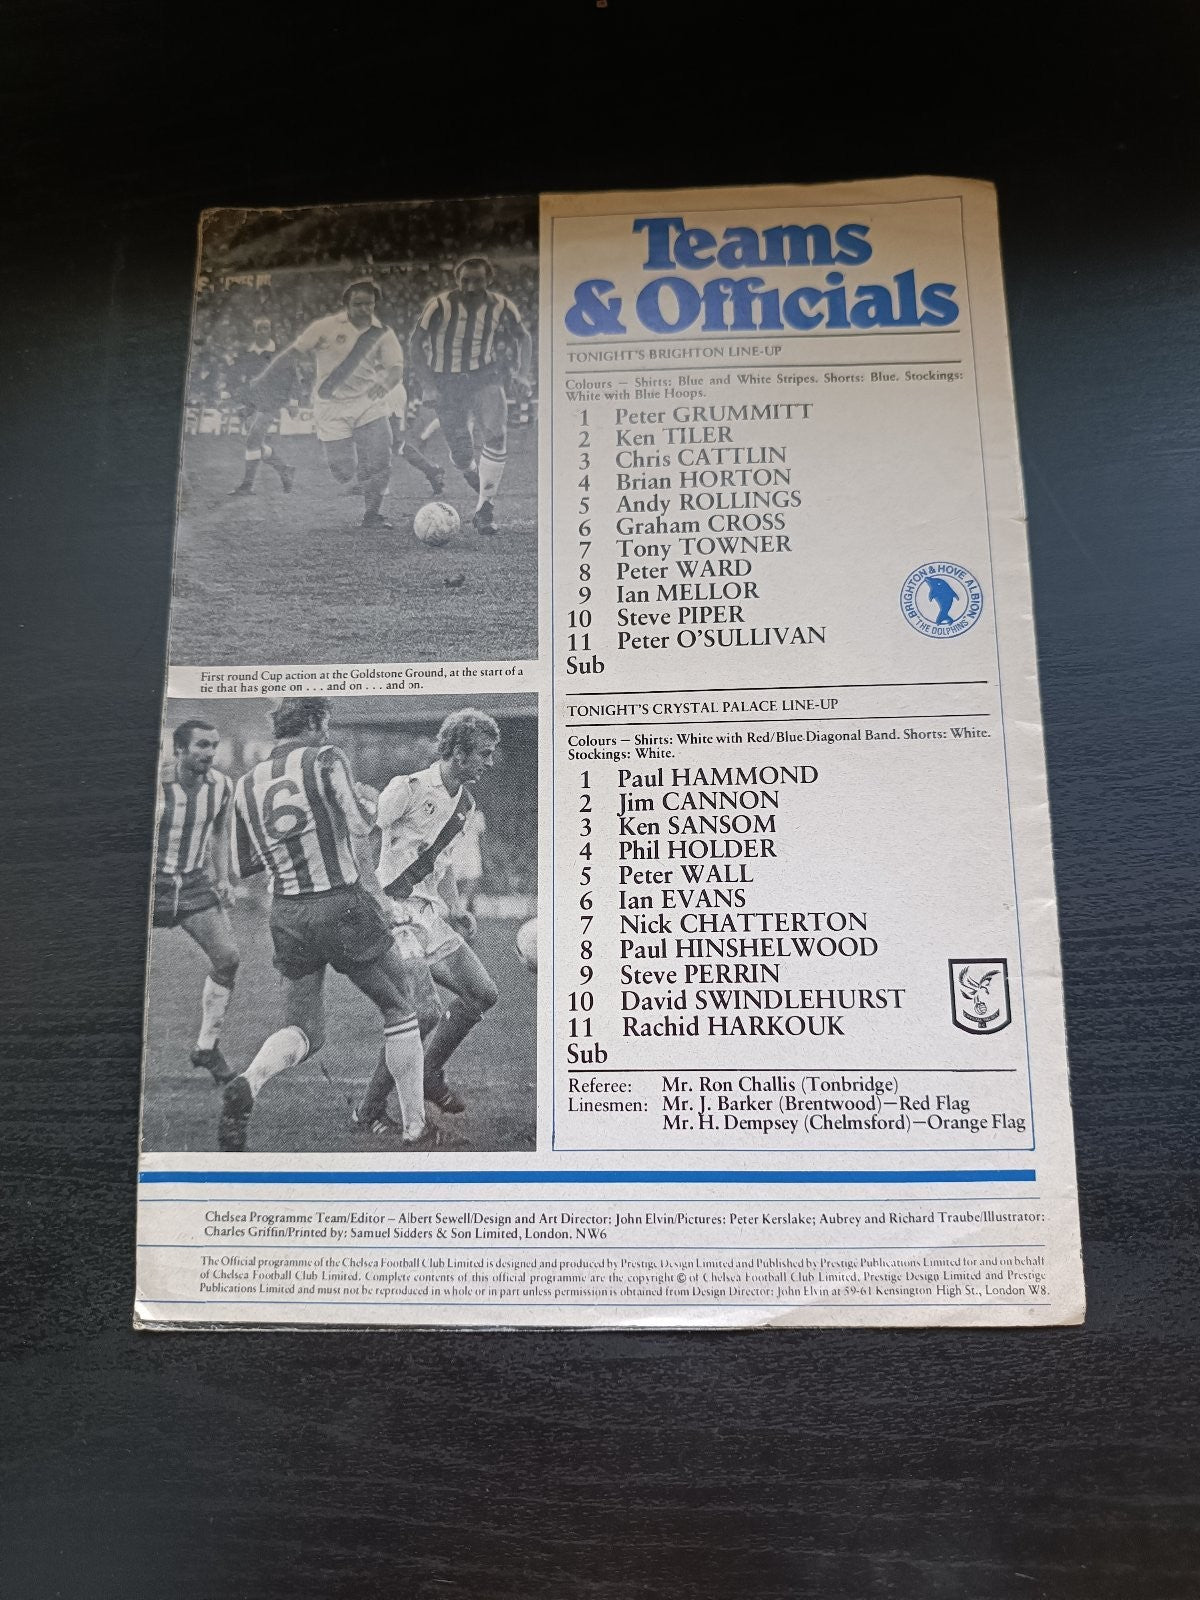 Teams
& Officials
TONIGHT'S BRIGHTON LINE-UP
Colours — Shirts: Blue and White Stripes. Shorts: Blue. Stockings:
White with Blue Hoops.
1 Peter GRUMMITT
2 Ken TILER
3 Chris CATTLIN
4 Brian HORTON
5 Andy ROLLINGS
6 Graham CROSS
7 Tony TOWNER
8 Peter WARD
9 Ian MELLOR
10 Steve PIPER
11 Peter O'SULLIVAN
Sub
BRIGHTON & HOVE ALBION
'THE DOLPHINS'
First round Cup action at the Goldstone Ground, at the start of a
tie that has gone on . . . and on . . . and on.
6
TONIGHT'S CRYSTAL PALACE LINE-UP
Colours — Shirts: White with Red/Blue Diagonal Band. Shorts: White.
Stockings: White.
1 Paul HAMMOND
2 Jim CANNON
3 Ken SANSOM
4 Phil HOLDER
5 Peter WALL
6 Ian EVANS
7 Nick CHATTERTON
8 Paul HINSHELWOOD
9 Steve PERRIN
10 David SWINDLEHURST
11 Rachid HARKOUK
Sub
Referee: Mr. Ron Challis (Tonbridge)
Linesmen: Mr. J. Barker (Brentwood)—Red Flag
Mr. H. Dempsey (Chelmsford)—Orange Flag
Chelsea Programme Team/Editor – Albert Sewell/Design and Art Director: John Elvin/Pictures: Peter Kerslake; Aubrey and Richard Traube/Illustrator:
Charles Griffin/Printed by: Samuel Sidders & Son Limited, London. NW6
The Official programme of the Chelsea Football Club Limited is designed and produced by Prestige Design Limited and Published by Prestige Publications Limited for and on behalf
of Chelsea Football Club Limited. Complete contents of this official programme are the copyright © of Chelsea Football Club Limited. Prestige Design Limited and Prestige
Publications Limited and must not be reproduced in whole or in part unless permission is obtained from Design Director: John Elvin at 59-61 Kensington High St., London W8.